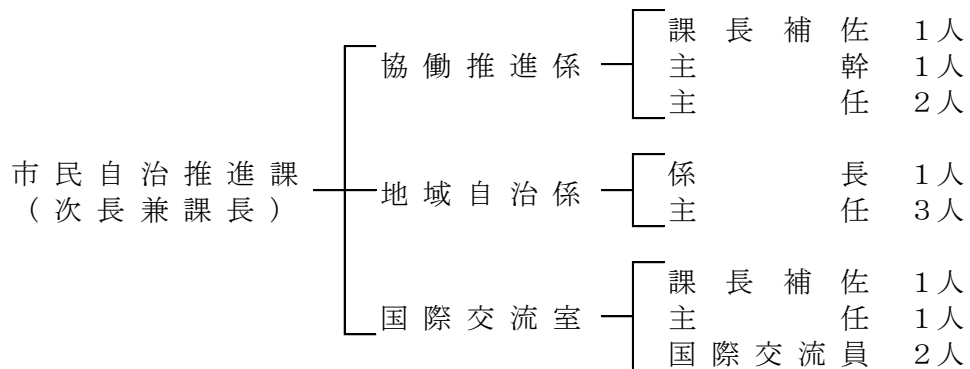 市民自治推進課
(次長兼課長)
協働推進係
課長補佐 1人
主幹 1人
主任 2人
地域自治係
係長 1人
主任 3人
国際交流室
課長補佐 1人
主任 1人
国際交流員 2人